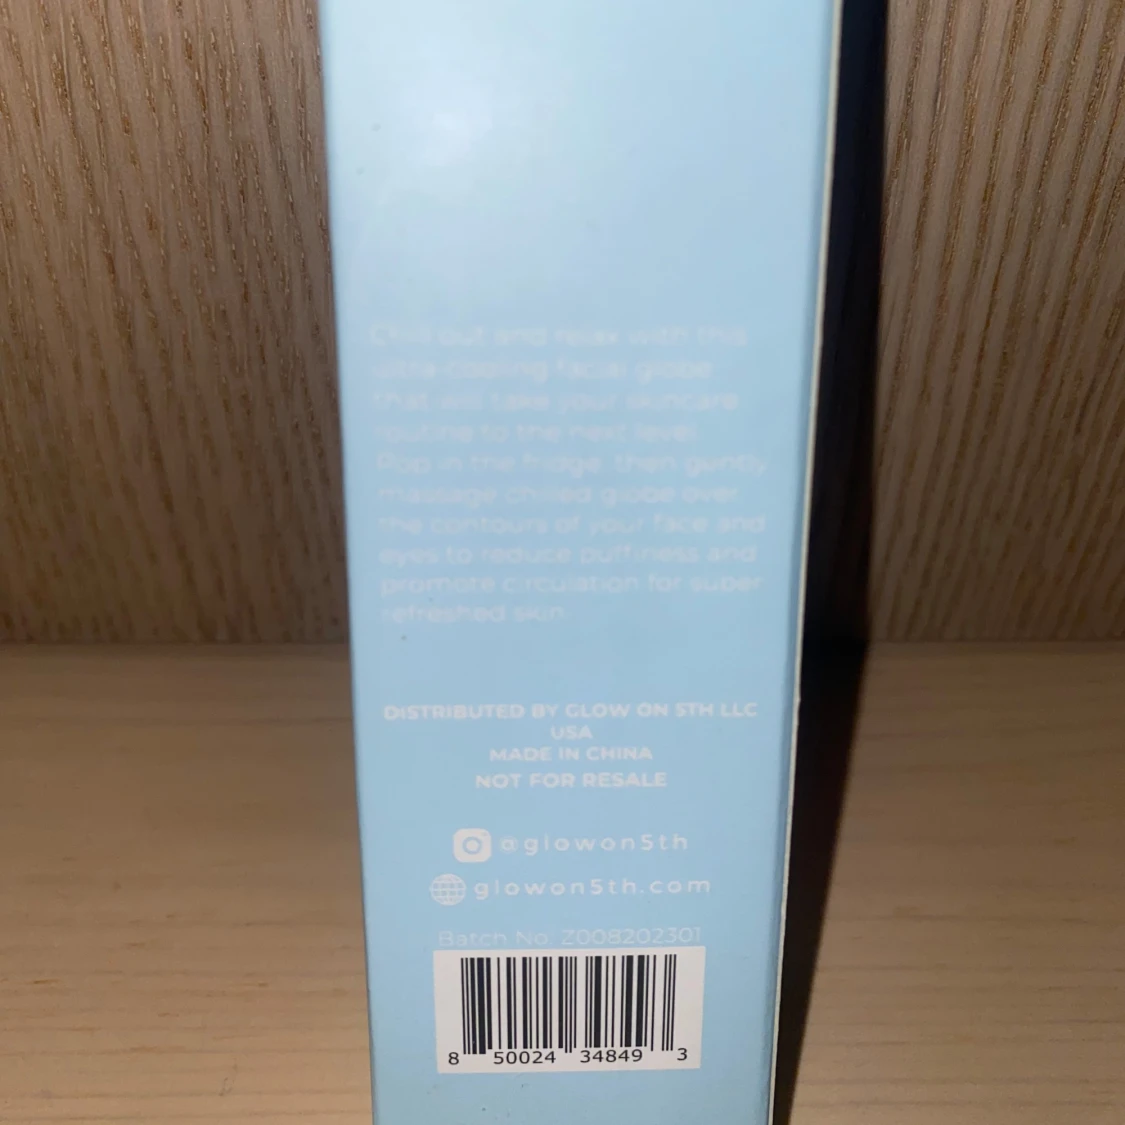 Chill out and relax with this
ultra-cooling facial globe
that will take your skincare
routine to the next level.
Pop in the fridge, then gently
massage chilled globe over
the contours of your face and
eyes to reduce puffiness and
promote circulation for super
refreshed skin.
DISTRIBUTED BY GLOW ON 5TH LLC
USA
MADE IN CHINA
NOT FOR RESALE
@glowon5th
glowon5th.com
Batch No Z008202301
8 50024 34849 3